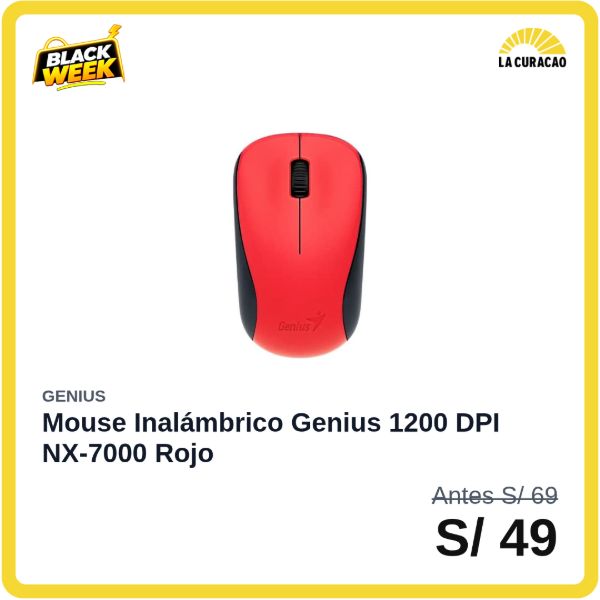 BLACK
WEEK
LA CURACAO
Genius
GENIUS
Mouse Inalámbrico Genius 1200 DPI
NX-7000 Rojo
Antes S/ 69
S/ 49